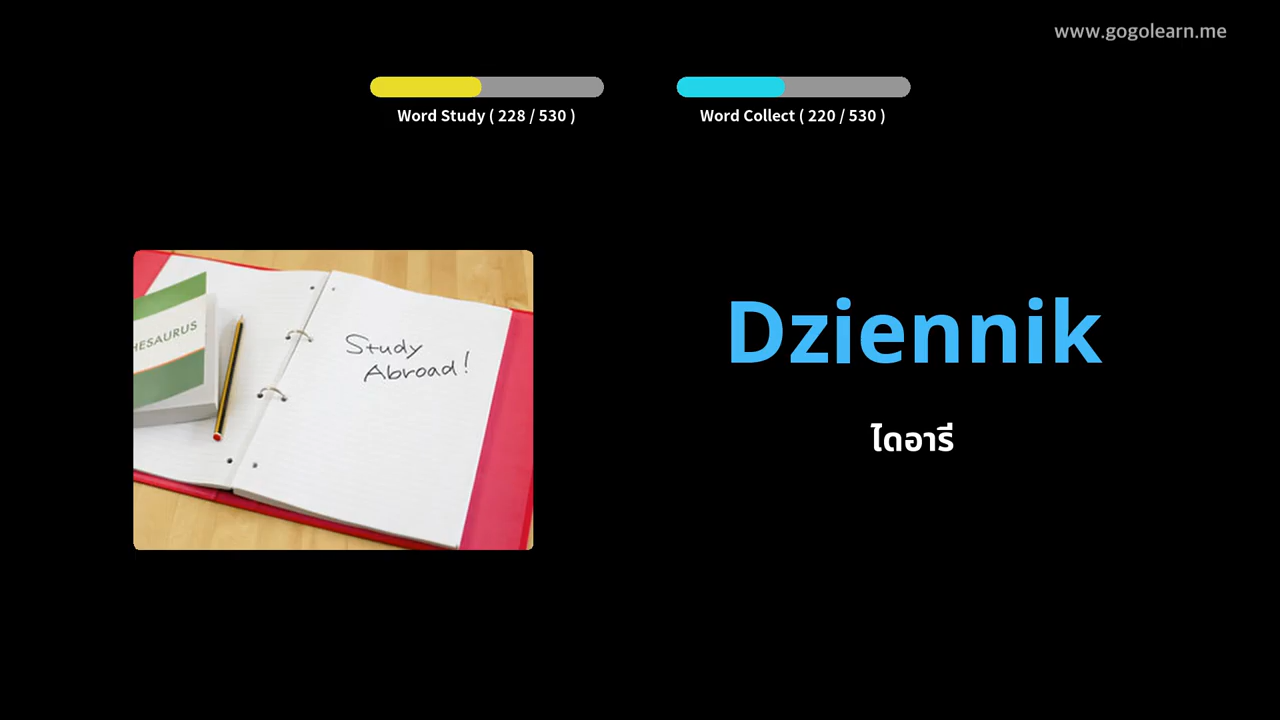 www.gogolearn.me
Word Study ( 228 / 530 )
Word Collect ( 220 / 530 )
HESAURUS
Study
Abroad!
Dziennik
ไดอารี